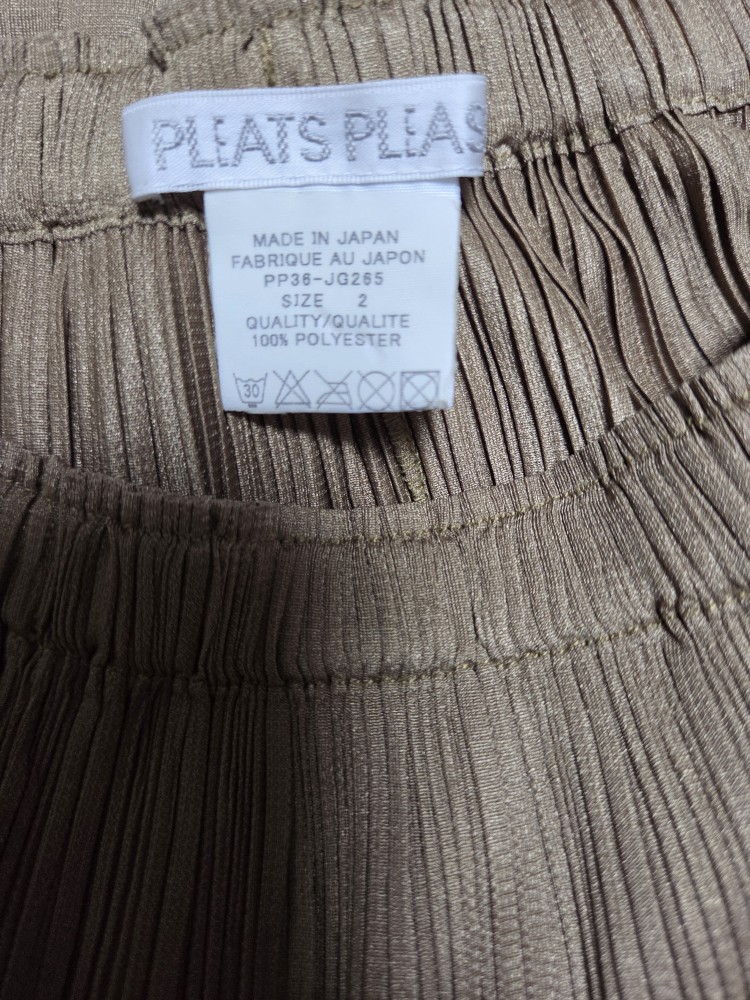 PLEATS PLEAS
MADE IN JAPAN
FABRIQUE AU JAPON
PP36-JG265
SIZE 2
QUALITY/QUALITE
100% POLYESTER
30